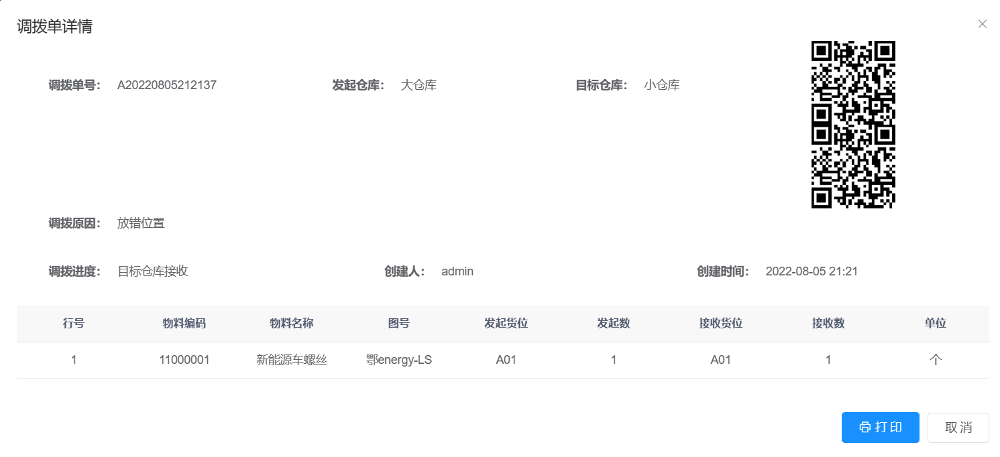 调拨单详情
调拨单号： A20220805212137 发起仓库： 大仓库 目标仓库： 小仓库
调拨原因： 放错位置
调拨进度： 目标仓库接收 创建人： admin 创建时间： 2022-08-05 21:21
行号 物料编码 物料名称 图号 发起货位 发起数 接收货位 接收数 单位
1 11000001 新能源车螺丝 鄂energy-LS A01 1 A01 1 个
打印 取消